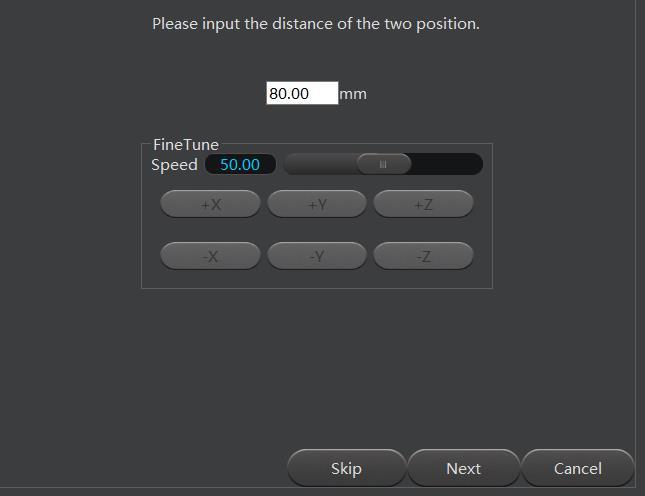 Please input the distance of the two position.
80.00 mm
FineTune
Speed 50.00
+X +Y +Z
-X -Y -Z
Skip Next Cancel